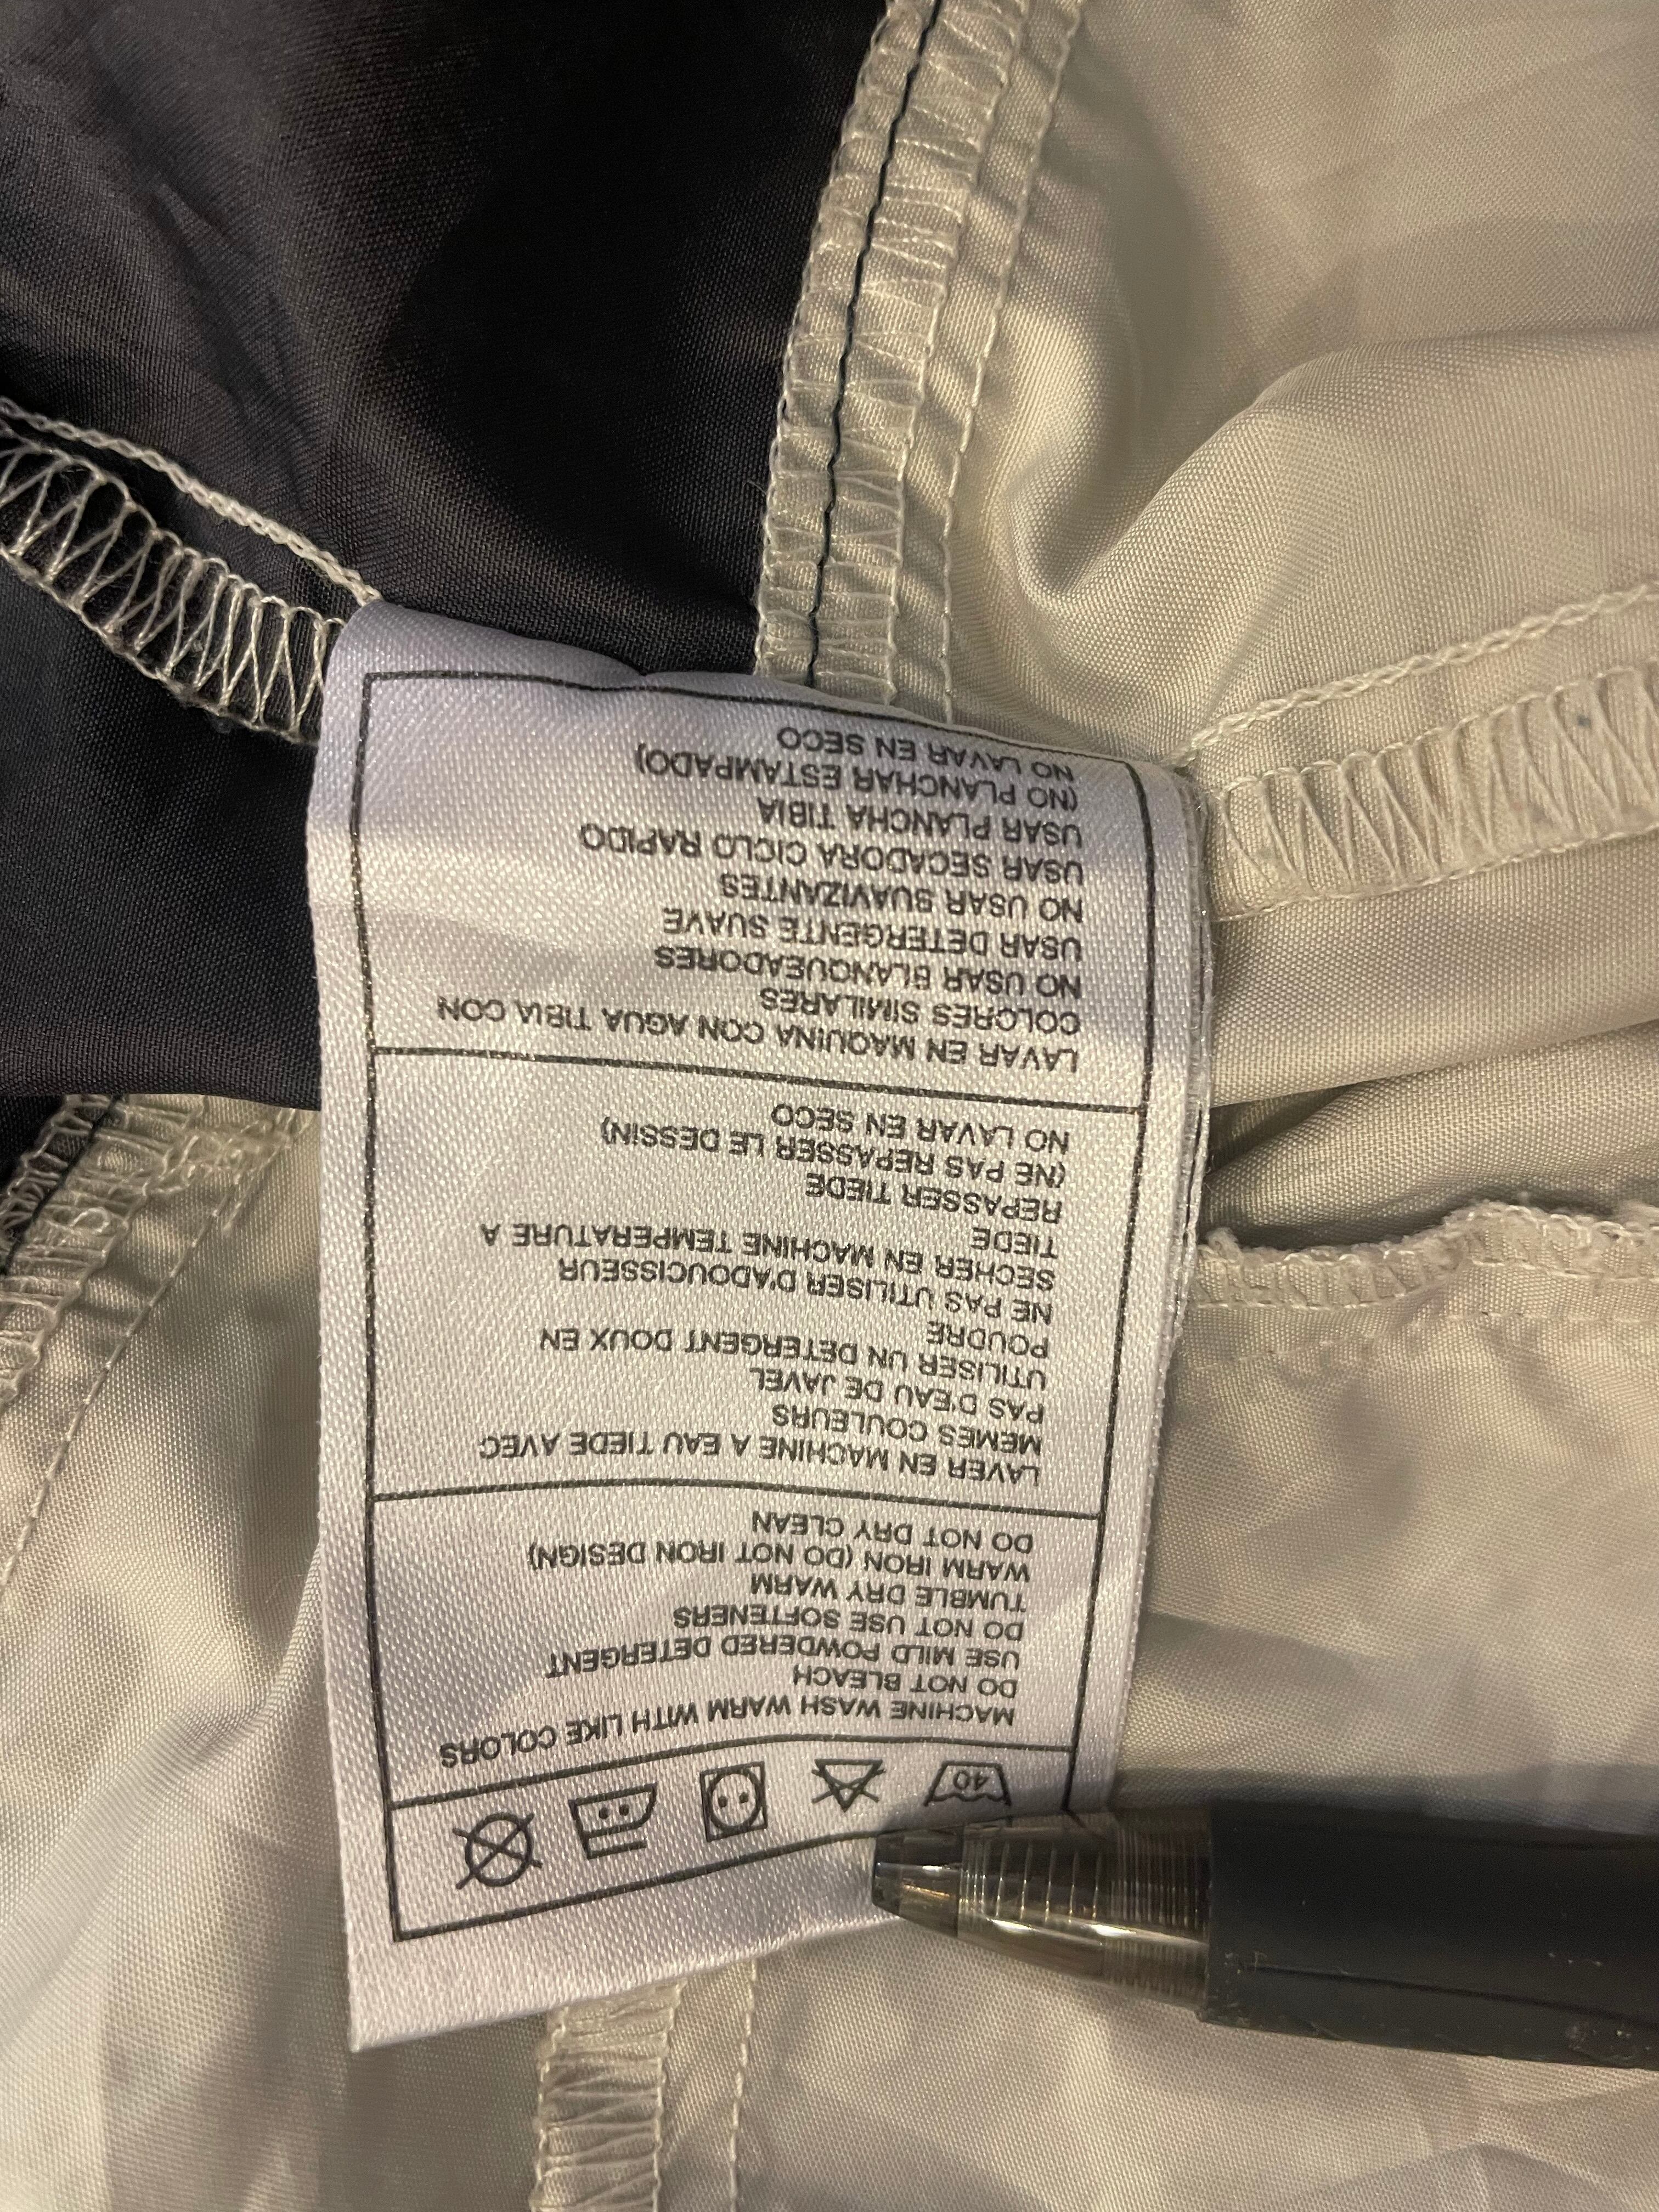 40
MACHINE WASH WARM WITH LIKE COLORS
DO NOT BLEACH
USE MILD POWDERED DETERGENT
DO NOT USE SOFTENERS
TUMBLE DRY WARM
WARM IRON (DO NOT IRON DESIGN)
DO NOT DRY CLEAN
LAVER EN MACHINE A EAU TIEDE AVEC
MEMES COULEURS
PAS D'EAU DE JAVEL
UTILISER UN DETERGENT DOUX EN
POUDRE
NE PAS UTILISER D'ADOUCISSEUR
SECHER EN MACHINE TEMPERATURE A
TIEDE
REPASSER TIEDE
(NE PAS REPASSER LE DESSIN)
NO LAVAR EN SECO
LAVAR EN MAQUINA CON AGUA TIBIA CON
COLORES SIMILARES
NO USAR BLANQUEADORES
USAR DETERGENTE SUAVE
NO USAR SUAVIZANTES
USAR SECADORA CICLO RAPIDO
USAR PLANCHA TIBIA
(NO PLANCHAR ESTAMPADO)
NO LAVAR EN SECO